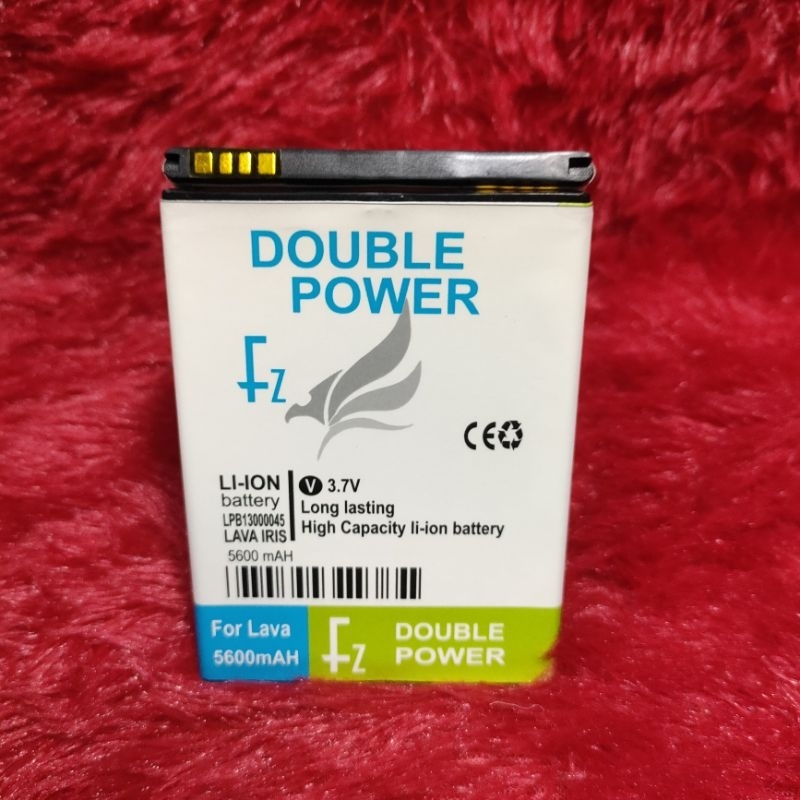 DOUBLE
POWER
Fz
CE
LI-ION
battery
LPB13000045
LAVA IRIS
5600 mAH
V 3.7V
Long lasting
High Capacity li-ion battery
For Lava
5600mAH
Fz
DOUBLE
POWER